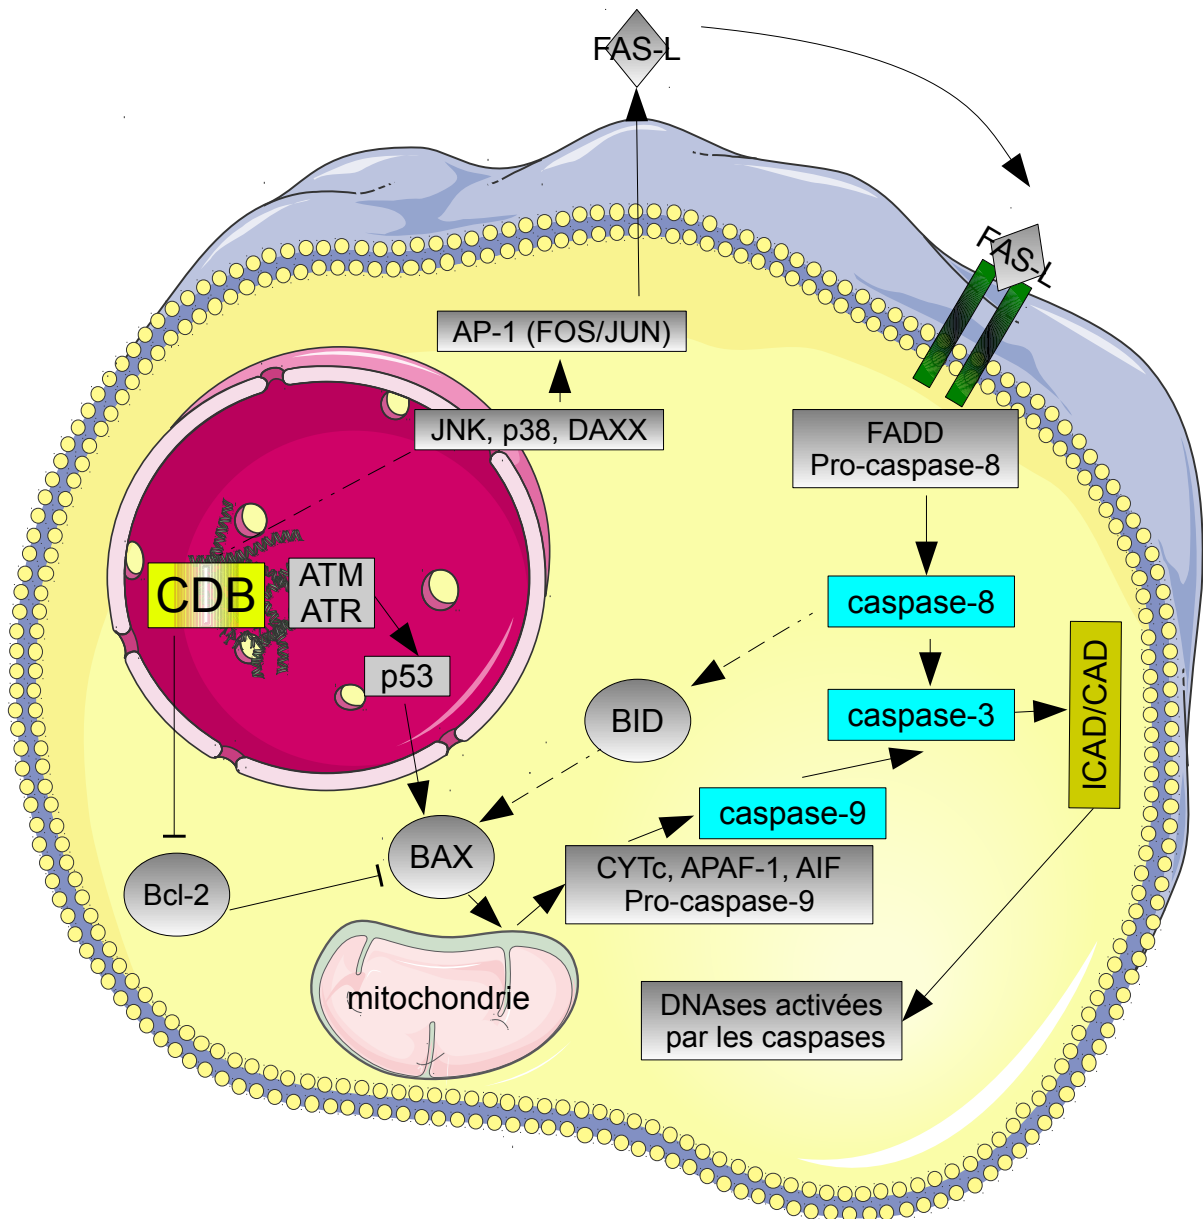 FAS-L
FAS-L
AP-1 (FOS/JUN)
JNK, p38, DAXX
FADD
Pro-caspase-8
CDB
ATM
ATR
caspase-8
p53
BID
caspase-3
ICAD/CAD
caspase-9
BAX
Bcl-2
CYTc, APAF-1, AIF
Pro-caspase-9
mitochondrie
DNAses activées
par les caspases